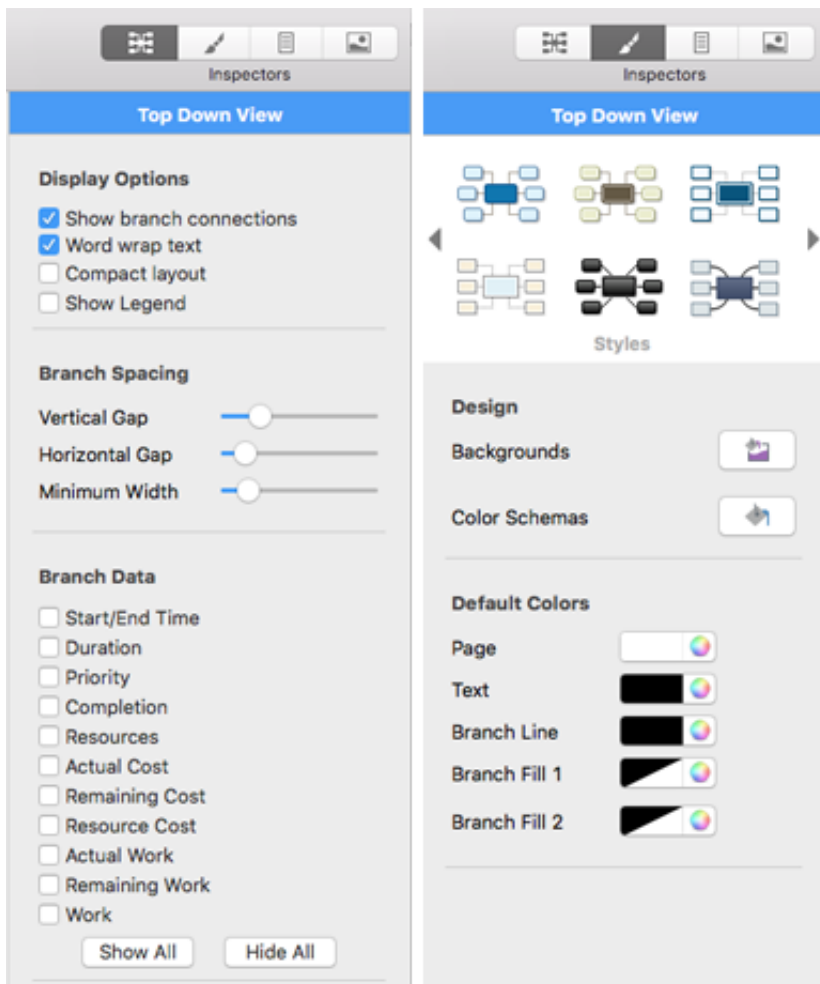 Inspectors
Top Down View
Display Options
Show branch connections
Word wrap text
Compact layout
Show Legend
Branch Spacing
Vertical Gap
Horizontal Gap
Minimum Width
Branch Data
Start/End Time
Duration
Priority
Completion
Resources
Actual Cost
Remaining Cost
Resource Cost
Actual Work
Remaining Work
Work
Show All Hide All
Inspectors
Top Down View
Styles
Design
Backgrounds
Color Schemas
Default Colors
Page
Text
Branch Line
Branch Fill 1
Branch Fill 2